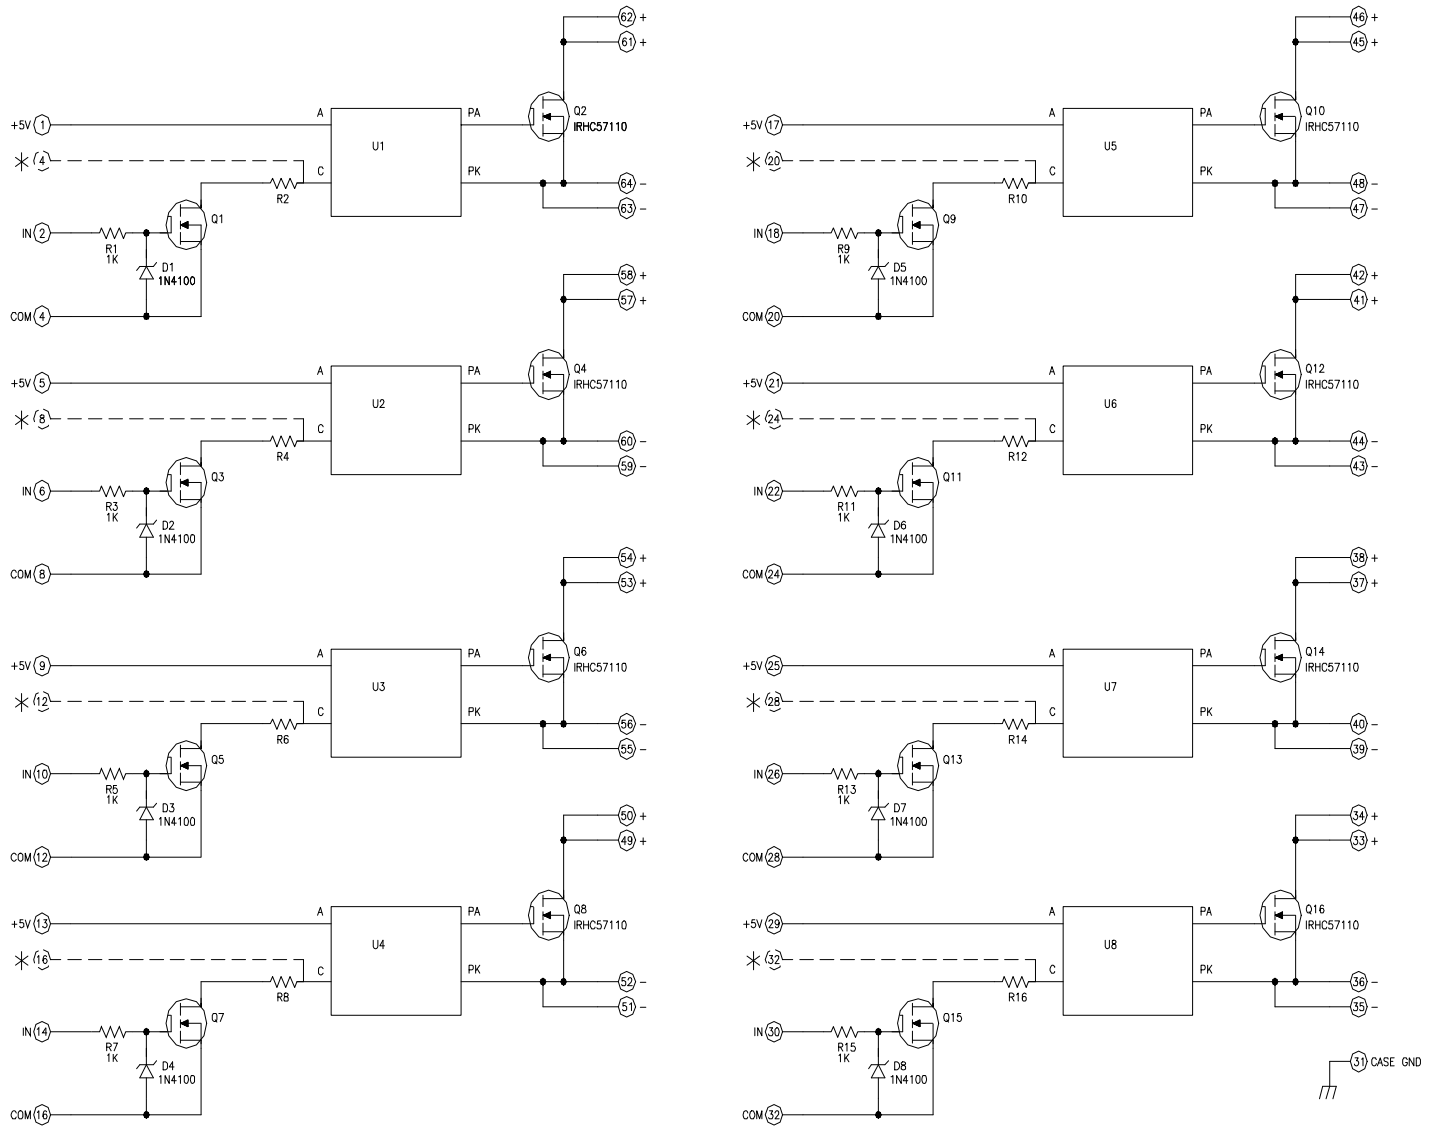 62 +
61 +
Q2
IRHC57110
+5V 1
A
U1
PA
4
C
PK
64 -
63 -
R2
Q1
IN 2
R1
1K
D1
1N4100
COM 4
58 +
57 +
Q4
IRHC57110
+5V 5
A
U2
PA
8
C
PK
60 -
59 -
R4
Q3
IN 6
R3
1K
D2
1N4100
COM 8
54 +
53 +
Q6
IRHC57110
+5V 9
A
U3
PA
12
C
PK
56 -
55 -
R6
Q5
IN 10
R5
1K
D3
1N4100
COM 12
50 +
49 +
Q8
IRHC57110
+5V 13
A
U4
PA
16
C
PK
52 -
51 -
R8
Q7
IN 14
R7
1K
D4
1N4100
COM 16
46 +
45 +
Q10
IRHC57110
+5V 17
A
U5
PA
20
C
PK
48 -
47 -
R10
Q9
IN 18
R9
1K
D5
1N4100
COM 20
42 +
41 +
Q12
IRHC57110
+5V 21
A
U6
PA
24
C
PK
44 -
43 -
R12
Q11
IN 22
R11
1K
D6
1N4100
COM 24
38 +
37 +
Q14
IRHC57110
+5V 25
A
U7
PA
28
C
PK
40 -
39 -
R14
Q13
IN 26
R13
1K
D7
1N4100
COM 28
34 +
33 +
Q16
IRHC57110
+5V 29
A
U8
PA
32
C
PK
36 -
35 -
R16
Q15
IN 30
R15
1K
D8
1N4100
COM 32
31 CASE GND